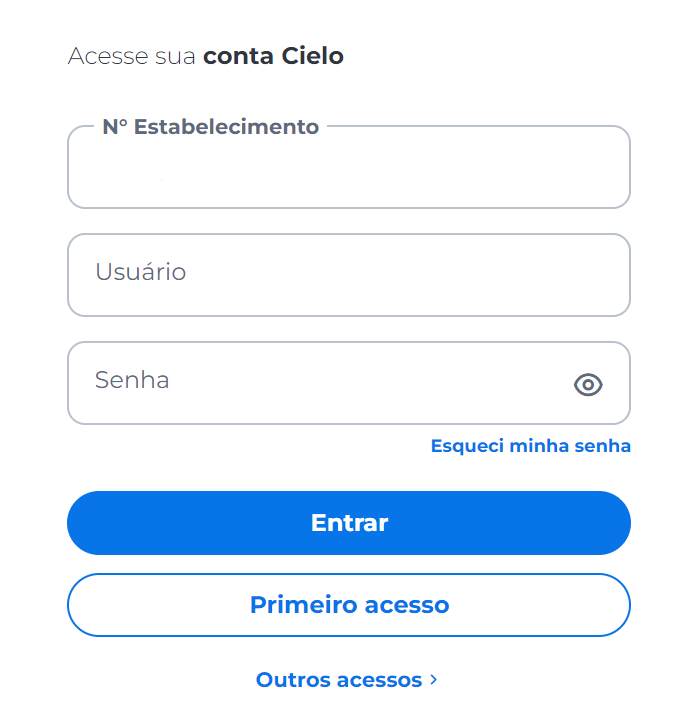 Acesse sua conta Cielo
Nº Estabelecimento
Usuário
Senha
Esqueci minha senha
Entrar
Primeiro acesso
Outros acessos >